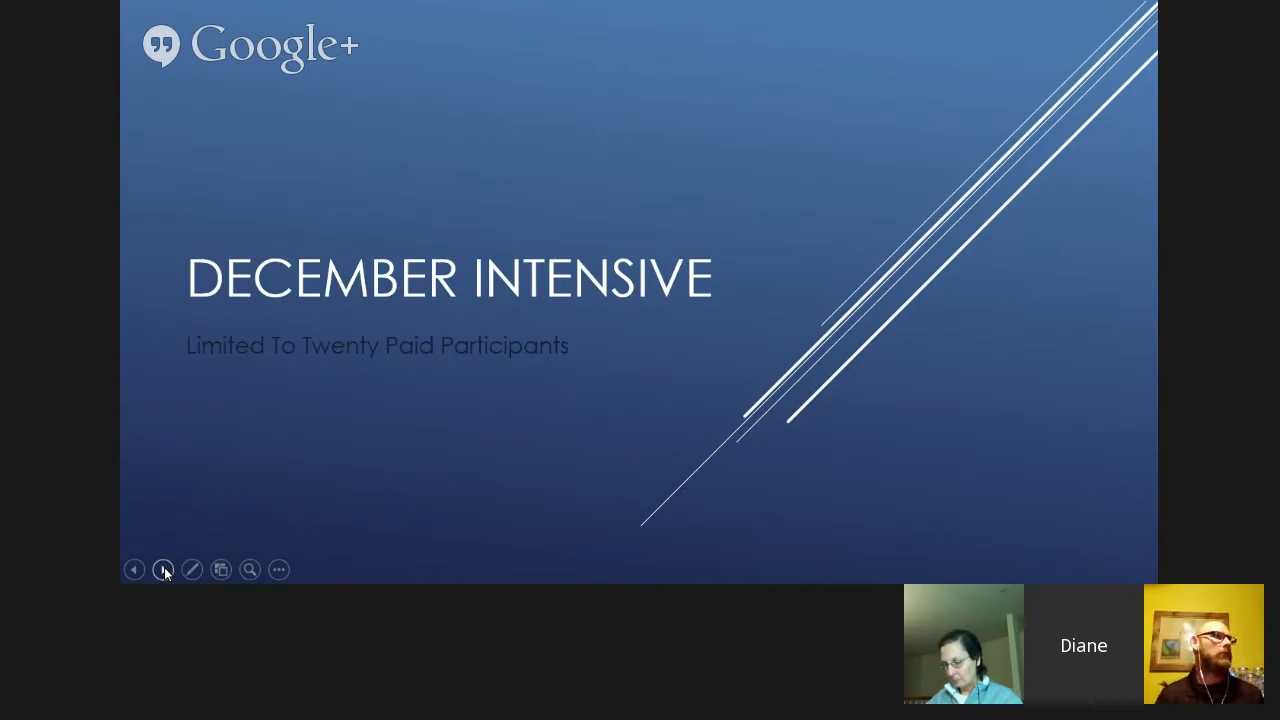 Google+
DECEMBER INTENSIVE
Limited To Twenty Paid Participants
Diane